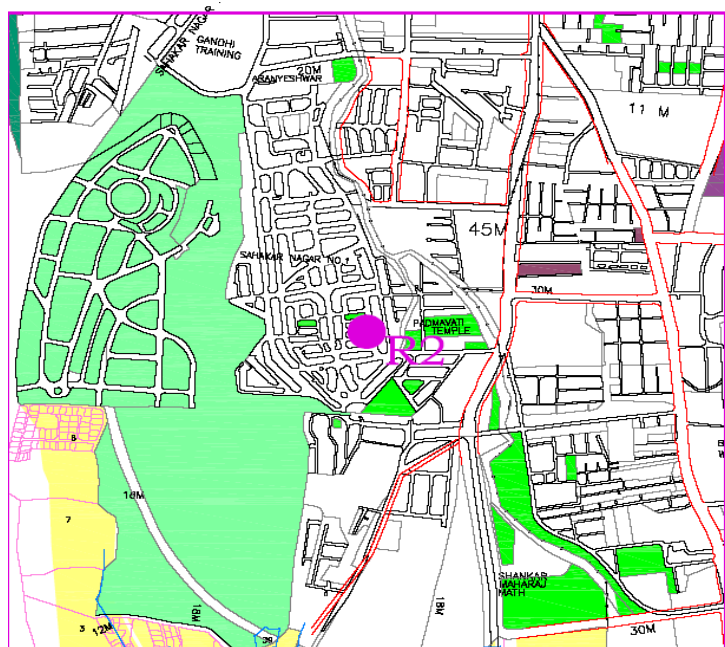 SAHAKAR NAGAR
GANDHI
TRAINING
20M
ARANYESHWAR
11 M
45M
SAHAKAR NAGAR NO. 1
30M
PADMAVATI
TEMPLE
R2
8
18M
7
SHANKAR
MAHARAJ
MATH
18M
18M
3
12M
30M